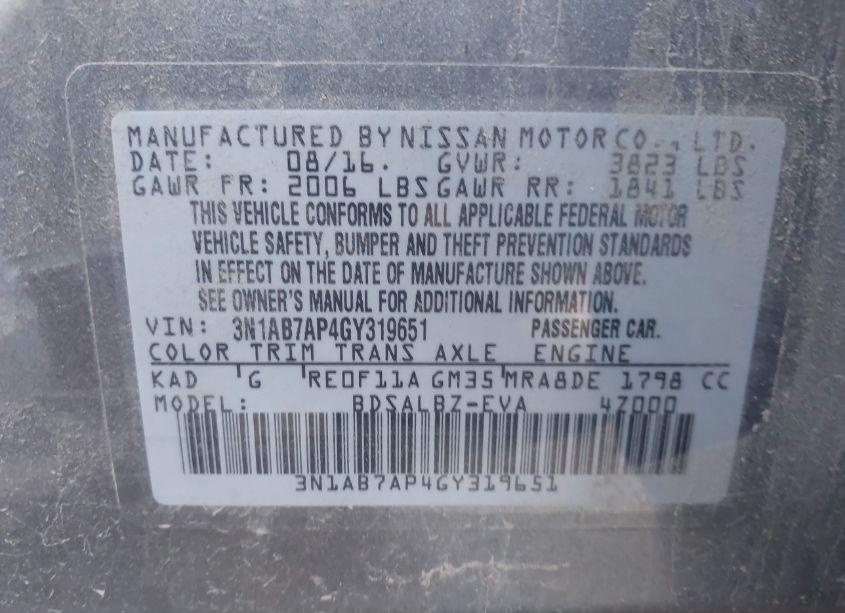 MANUFACTURED BY NISSAN MOTOR CO., LTD.
DATE: 08/16. GVWR: 3823 LBS
GAWR FR: 2006 LBS GAWR RR: 1841 LBS
THIS VEHICLE CONFORMS TO ALL APPLICABLE FEDERAL MOTOR
VEHICLE SAFETY, BUMPER AND THEFT PREVENTION STANDARDS
IN EFFECT ON THE DATE OF MANUFACTURE SHOWN ABOVE.
SEE OWNER'S MANUAL FOR ADDITIONAL INFORMATION.
VIN: 3N1AB7AP4GY319651 PASSENGER CAR.
COLOR TRIM TRANS AXLE ENGINE
KAD G RE0F11A GM35 MRA8DE 1798 CC
MODEL: BDSALBZ-EVA 4Z000
3N1AB7AP4GY319651